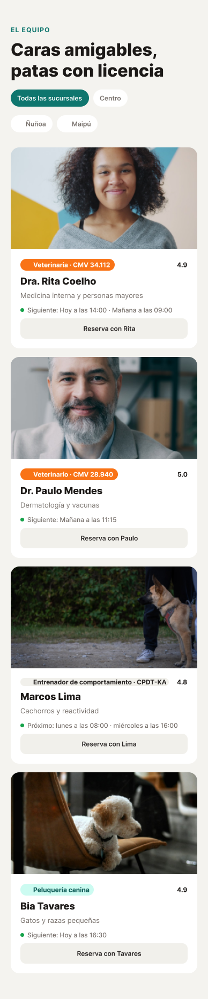 EL EQUIPO
Caras amigables,
patas con licencia
Todas las sucursales
Centro
Ñuñoa
Maipú
Veterinaria · CMV 34.112
4.9
Dra. Rita Coelho
Medicina interna y personas mayores
Siguiente: Hoy a las 14:00 · Mañana a las 09:00
Reserva con Rita
Veterinario · CMV 28.940
5.0
Dr. Paulo Mendes
Dermatología y vacunas
Siguiente: Mañana a las 11:15
Reserva con Paulo
Entrenador de comportamiento · CPDT-KA
4.8
Marcos Lima
Cachorros y reactividad
Próximo: lunes a las 08:00 · miércoles a las 16:00
Reserva con Lima
Peluquería canina
4.9
Bia Tavares
Gatos y razas pequeñas
Siguiente: Hoy a las 16:30
Reserva con Tavares